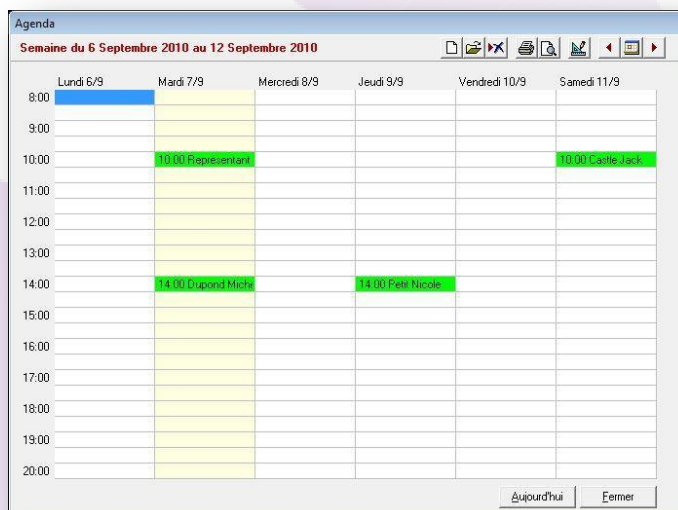 Agenda
Semaine du 6 Septembre 2010 au 12 Septembre 2010
Lundi 6/9 Mardi 7/9 Mercredi 8/9 Jeudi 9/9 Vendredi 10/9 Samedi 11/9
8:00
9:00
10:00 10:00 Représentant 10:00 Castle Jack
11:00
12:00
13:00
14:00 14:00 Dupond Miche 14:00 Petit Nicole
15:00
16:00
17:00
18:00
19:00
20:00
Aujourd'hui Fermer